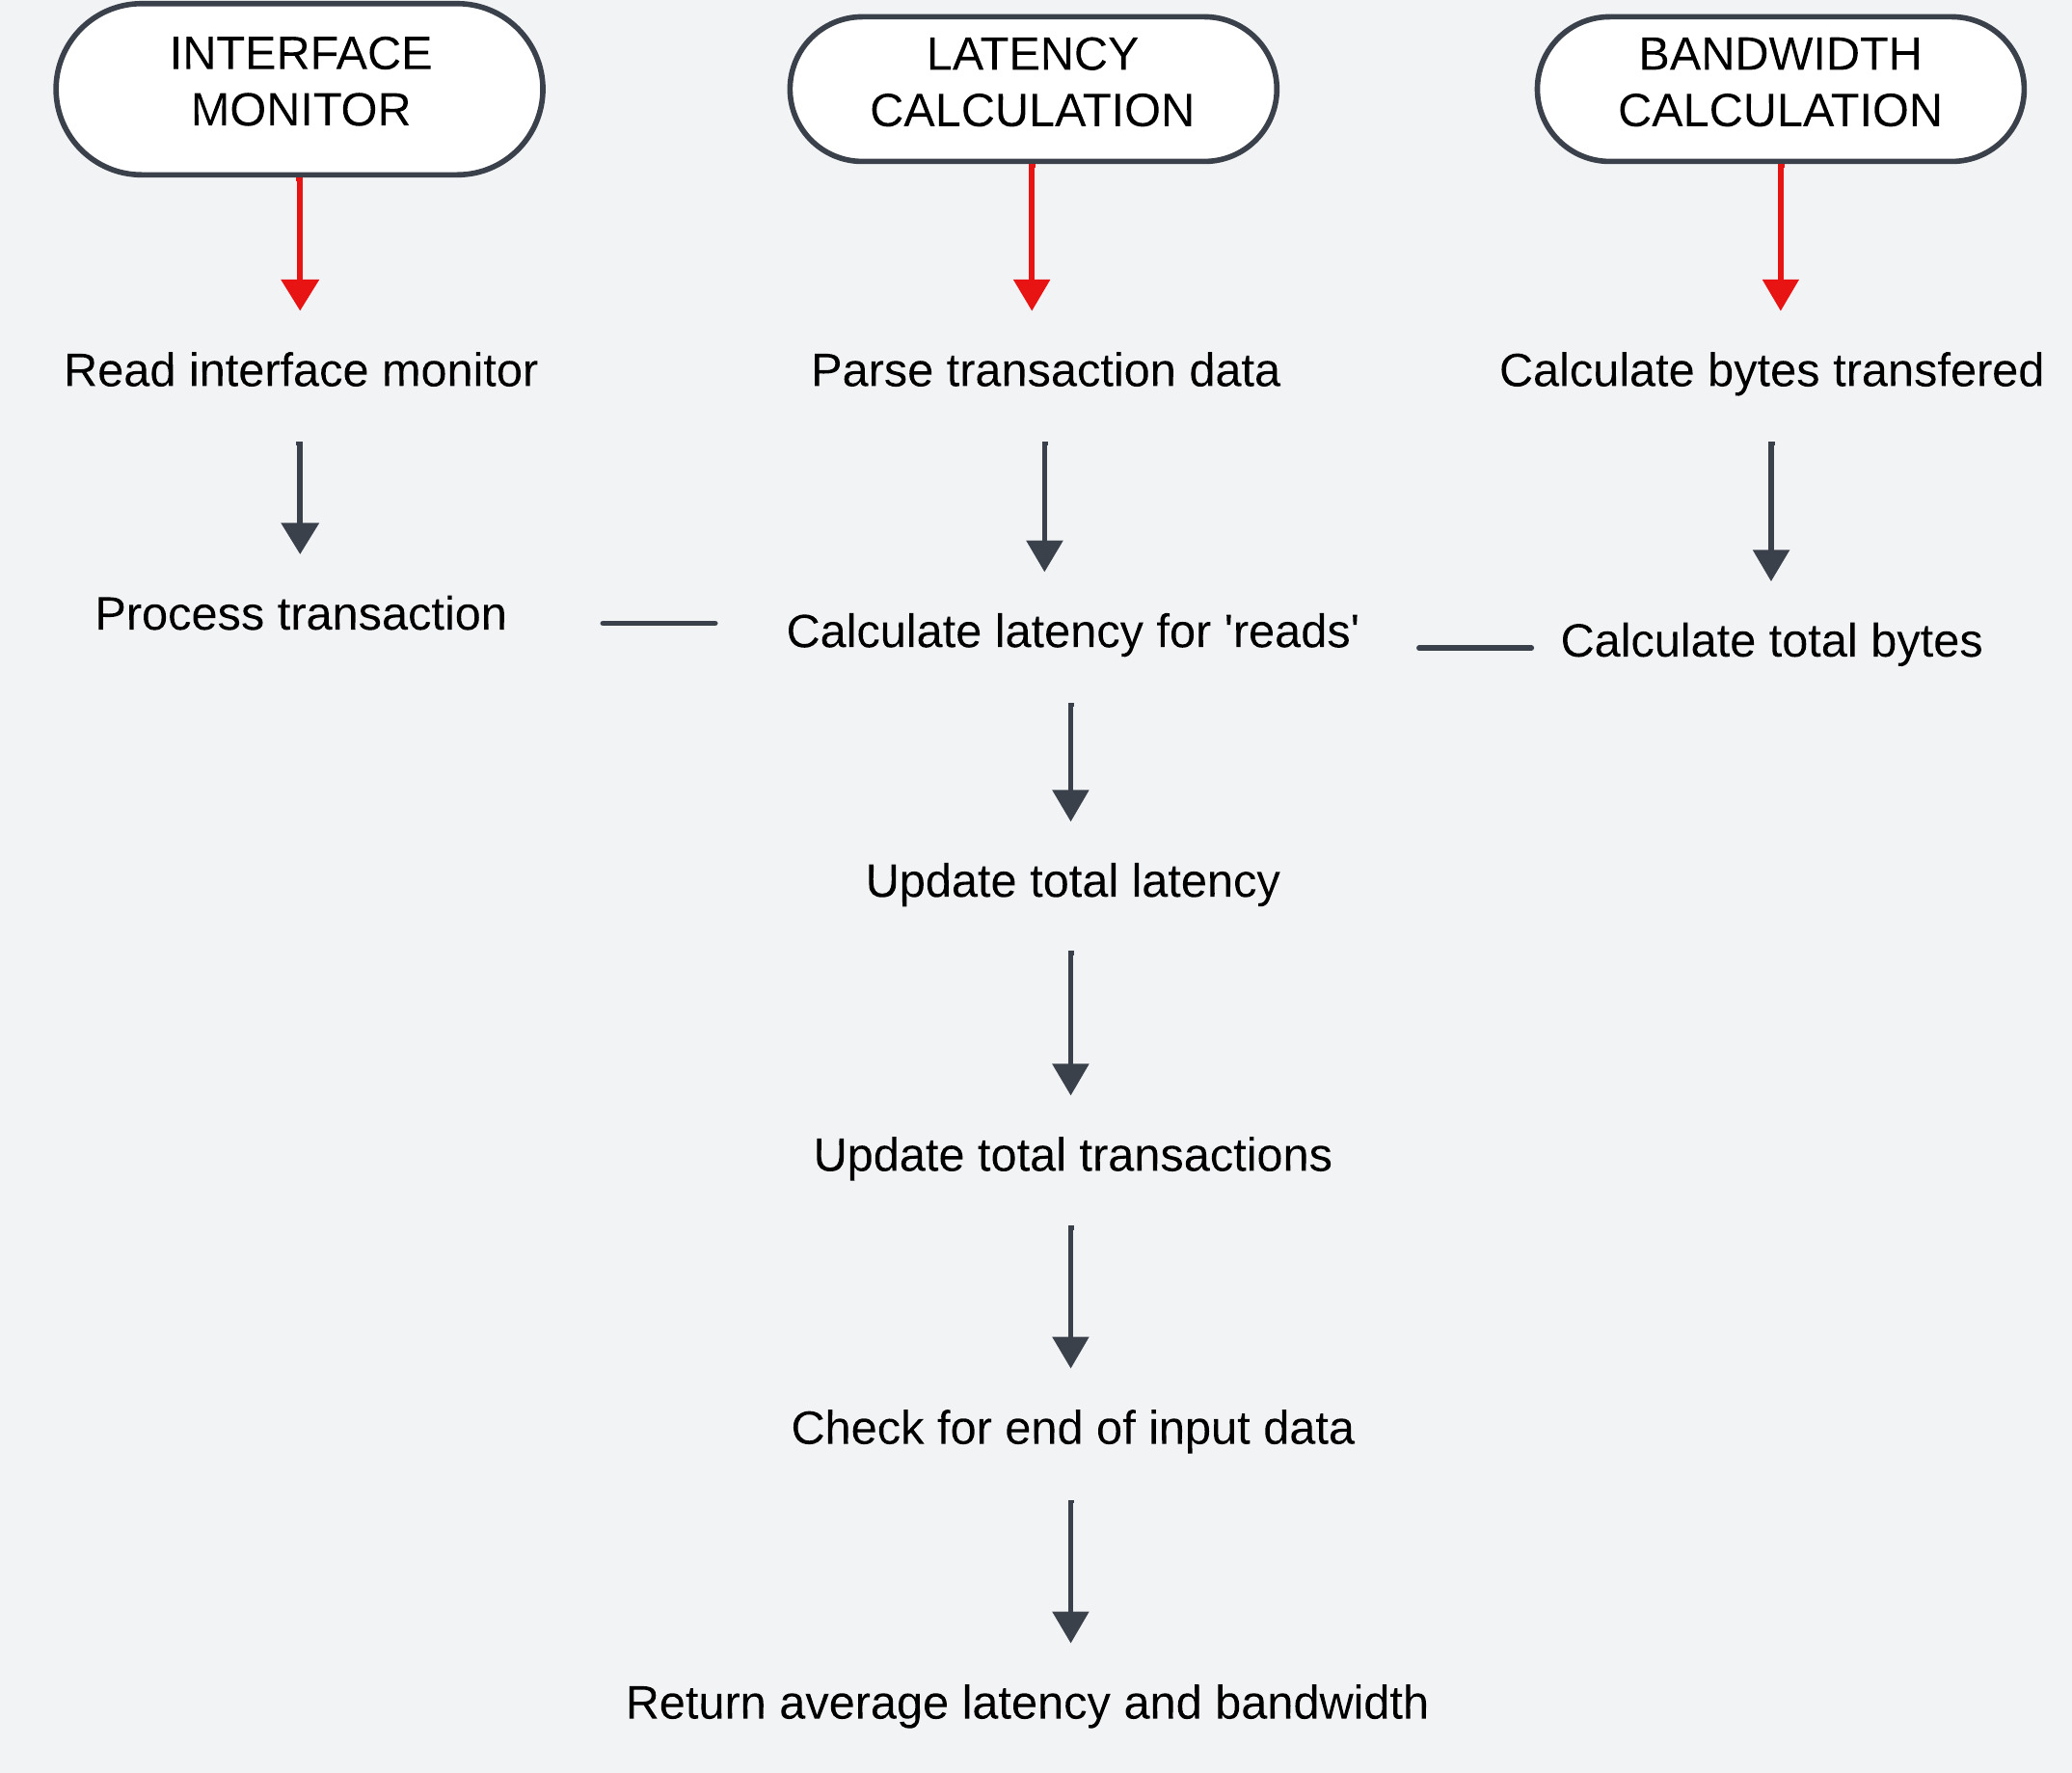 INTERFACE
MONITOR
LATENCY
CALCULATION
BANDWIDTH
CALCULATION
Read interface monitor
Parse transaction data
Calculate bytes transfered
Process transaction
Calculate latency for 'reads'
Calculate total bytes
Update total latency
Update total transactions
Check for end of input data
Return average latency and bandwidth